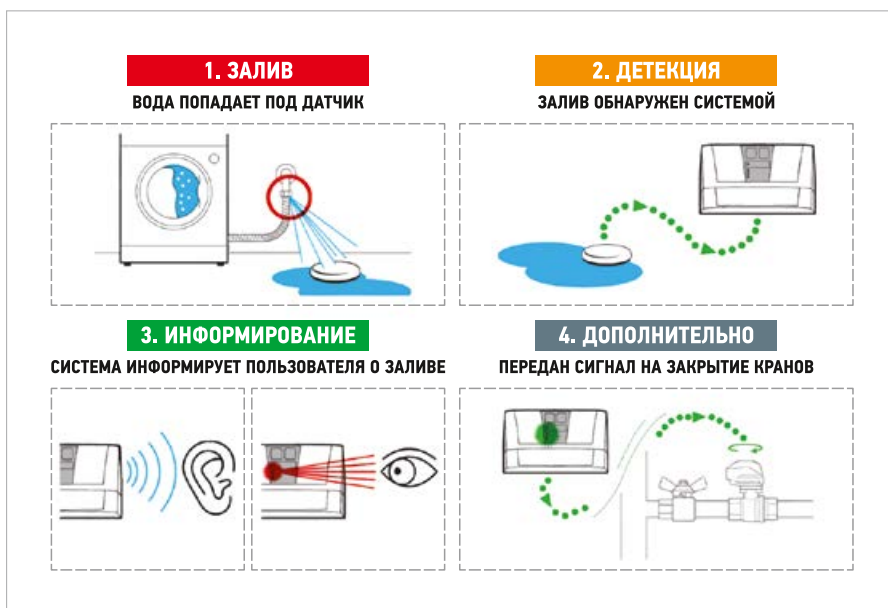 1. ЗАЛИВ
ВОДА ПОПАДАЕТ ПОД ДАТЧИК
2. ДЕТЕКЦИЯ
ЗАЛИВ ОБНАРУЖЕН СИСТЕМОЙ
3. ИНФОРМИРОВАНИЕ
СИСТЕМА ИНФОРМИРУЕТ ПОЛЬЗОВАТЕЛЯ О ЗАЛИВЕ
4. ДОПОЛНИТЕЛЬНО
ПЕРЕДАН СИГНАЛ НА ЗАКРЫТИЕ КРАНОВ